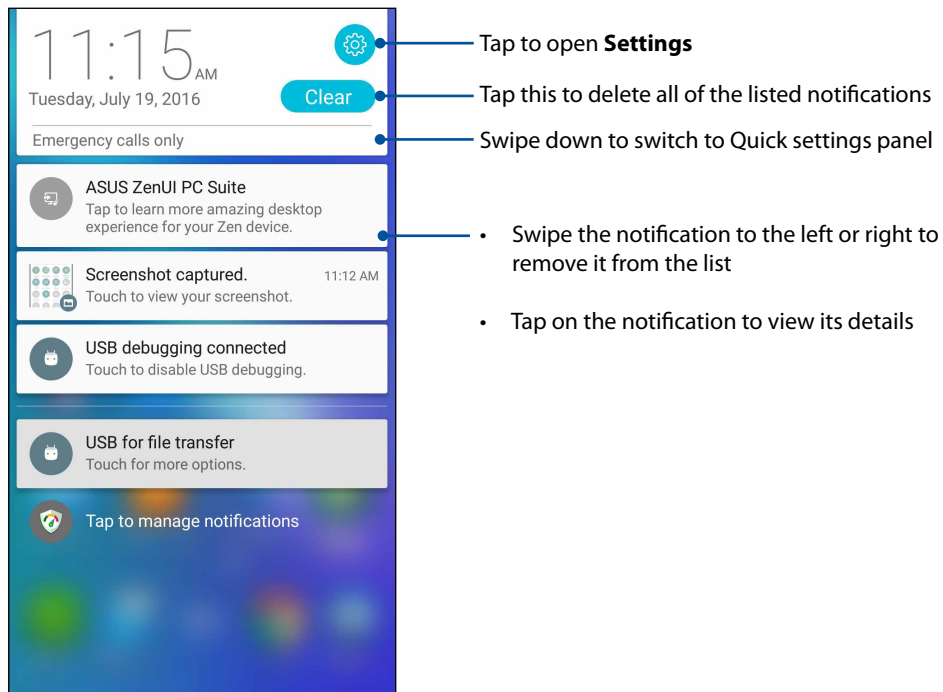 11:15 AM
Tuesday, July 19, 2016
Clear
Emergency calls only
ASUS ZenUI PC Suite
Tap to learn more amazing desktop
experience for your Zen device.
Screenshot captured. 11:12 AM
Touch to view your screenshot.
USB debugging connected
Touch to disable USB debugging.
USB for file transfer
Touch for more options.
Tap to manage notifications
Tap to open Settings
Tap this to delete all of the listed notifications
Swipe down to switch to Quick settings panel
• Swipe the notification to the left or right to
remove it from the list
• Tap on the notification to view its details